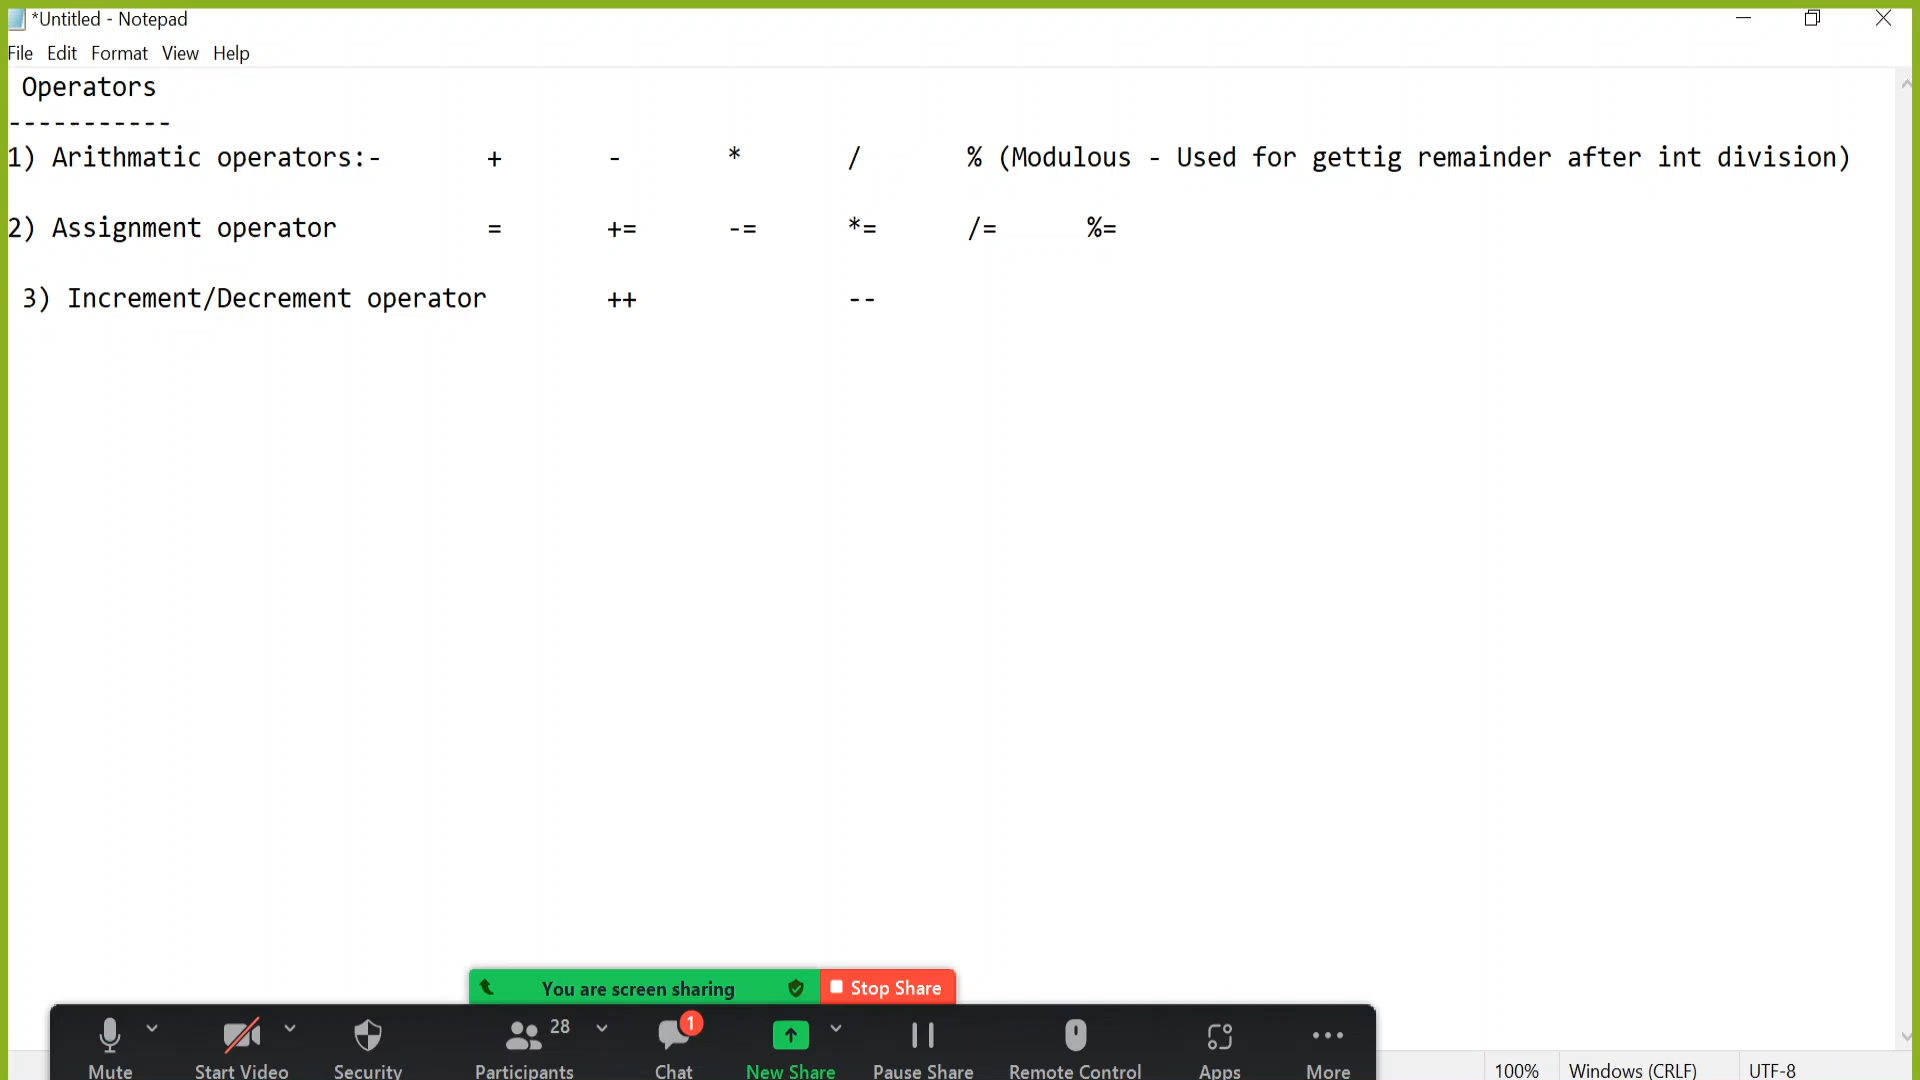 *Untitled - Notepad
File Edit Format View Help
Operators
-----------
1) Arithmatic operators:- + - * / % (Modulous - Used for gettig remainder after int division)
2) Assignment operator = += -= *= /= %=
3) Increment/Decrement operator ++ --
You are screen sharing Stop Share
28 1
Mute Start Video Security Participants Chat New Share Pause Share Remote Control Apps More
100% Windows (CRLF) UTF-8